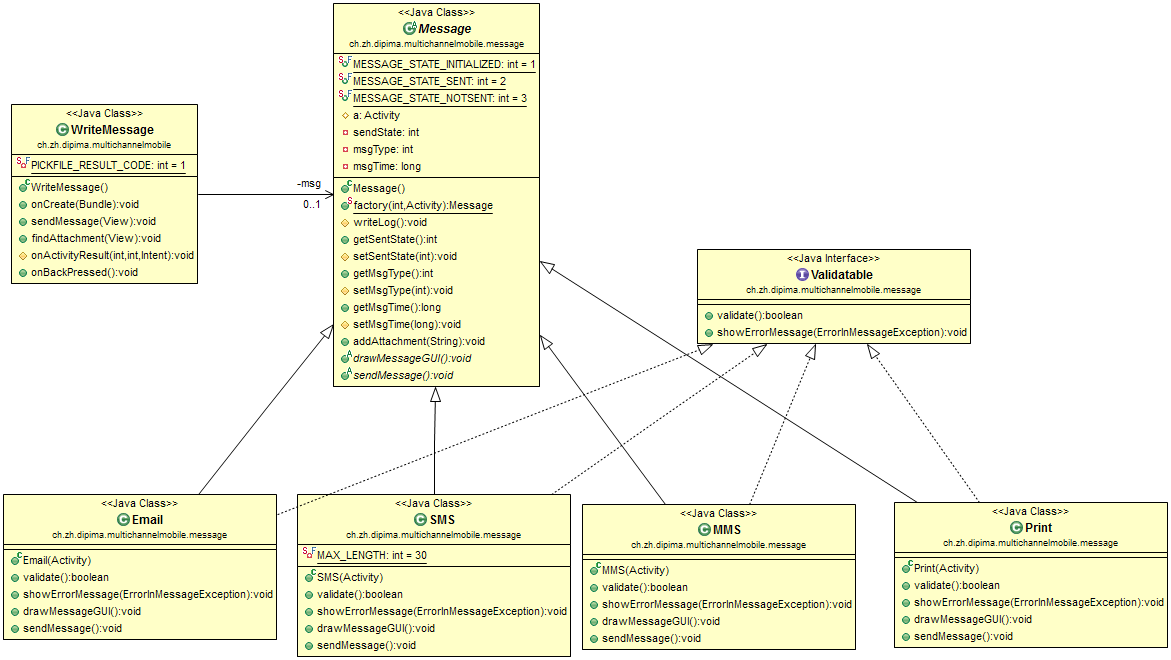 <<Java Class>>
Message
ch.zh.dipima.multichannelmobile.message
MESSAGE_STATE_INITIALIZED: int = 1
MESSAGE_STATE_SENT: int = 2
MESSAGE_STATE_NOTSENT: int = 3
a: Activity
sendState: int
msgType: int
msgTime: long
Message()
factory(int,Activity):Message
writeLog():void
getSentState():int
setSentState(int):void
getMsgType():int
setMsgType(int):void
getMsgTime():long
setMsgTime(long):void
addAttachment(String):void
drawMessageGUI():void
sendMessage():void
<<Java Class>>
WriteMessage
ch.zh.dipima.multichannelmobile
PICKFILE_RESULT_CODE: int = 1
WriteMessage()
onCreate(Bundle):void
sendMessage(View):void
findAttachment(View):void
onActivityResult(int,int,Intent):void
onBackPressed():void
-msg
0..1
<<Java Interface>>
Validatable
ch.zh.dipima.multichannelmobile.message
validate():boolean
showErrorMessage(ErrorInMessageException):void
<<Java Class>>
Email
ch.zh.dipima.multichannelmobile.message
Email(Activity)
validate():boolean
showErrorMessage(ErrorInMessageException):void
drawMessageGUI():void
sendMessage():void
<<Java Class>>
SMS
ch.zh.dipima.multichannelmobile.message
MAX_LENGTH: int = 30
SMS(Activity)
validate():boolean
showErrorMessage(ErrorInMessageException):void
drawMessageGUI():void
sendMessage():void
<<Java Class>>
MMS
ch.zh.dipima.multichannelmobile.message
MMS(Activity)
validate():boolean
showErrorMessage(ErrorInMessageException):void
drawMessageGUI():void
sendMessage():void
<<Java Class>>
Print
ch.zh.dipima.multichannelmobile.message
Print(Activity)
validate():boolean
showErrorMessage(ErrorInMessageException):void
drawMessageGUI():void
sendMessage():void